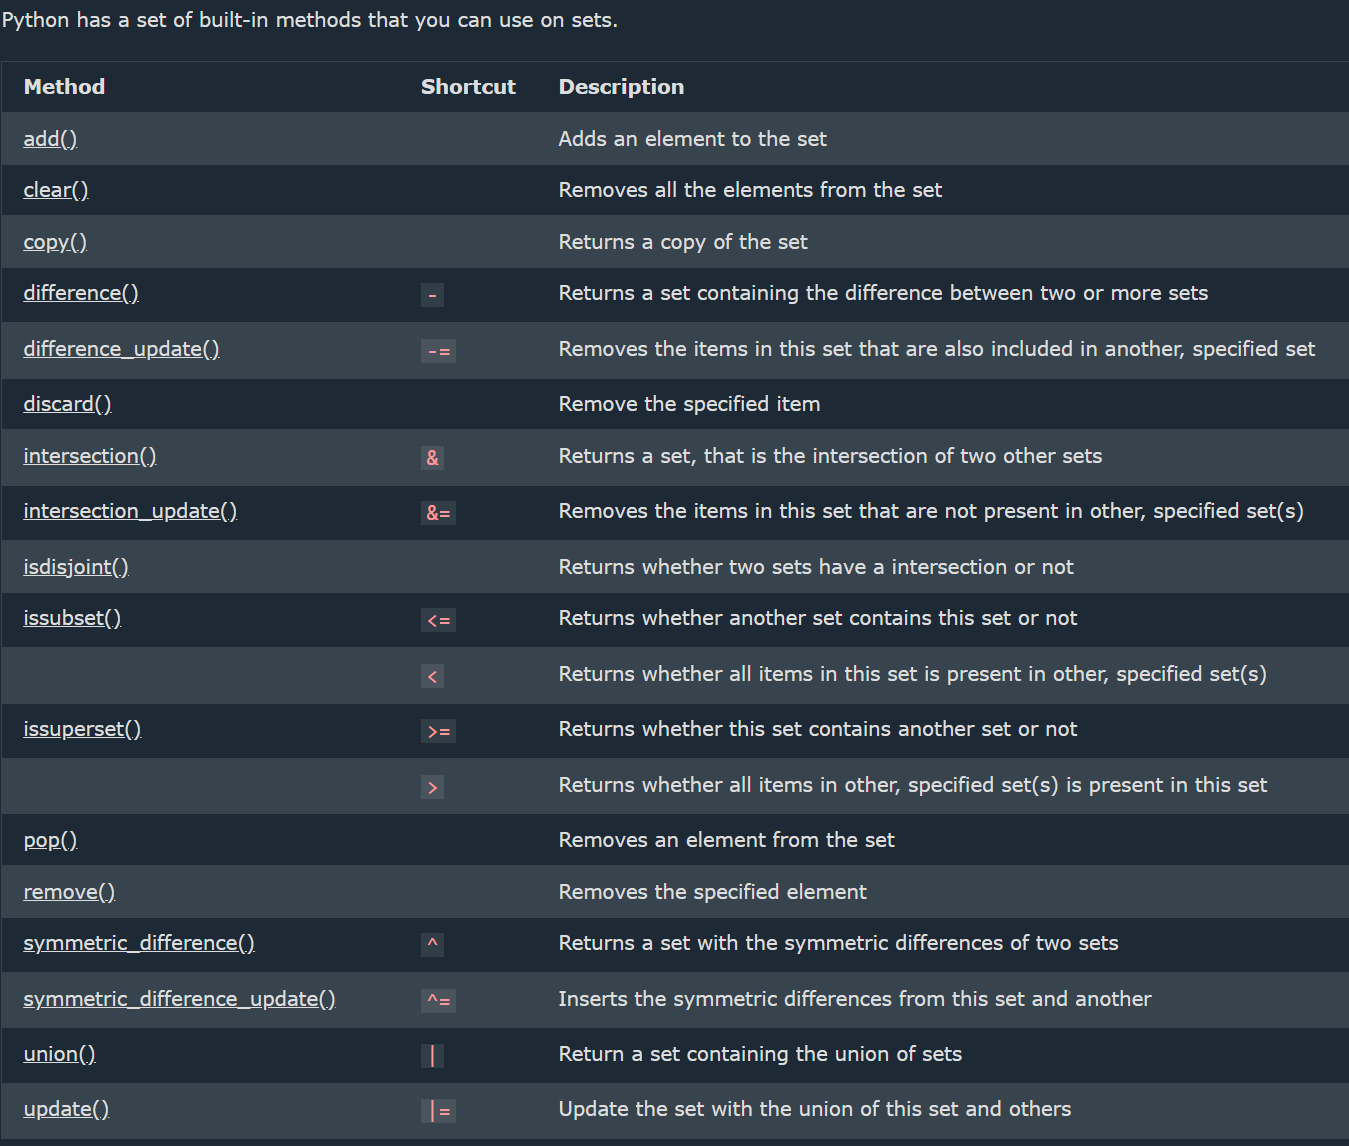 Python has a set of built-in methods that you can use on sets.
Method Shortcut Description
add() Adds an element to the set
clear() Removes all the elements from the set
copy() Returns a copy of the set
difference() - Returns a set containing the difference between two or more sets
difference_update() -= Removes the items in this set that are also included in another, specified set
discard() Remove the specified item
intersection() & Returns a set, that is the intersection of two other sets
intersection_update() &= Removes the items in this set that are not present in other, specified set(s)
isdisjoint() Returns whether two sets have a intersection or not
issubset() <= Returns whether another set contains this set or not
< Returns whether all items in this set is present in other, specified set(s)
issuperset() >= Returns whether this set contains another set or not
> Returns whether all items in other, specified set(s) is present in this set
pop() Removes an element from the set
remove() Removes the specified element
symmetric_difference() ^ Returns a set with the symmetric differences of two sets
symmetric_difference_update() ^= Inserts the symmetric differences from this set and another
union() | Return a set containing the union of sets
update() |= Update the set with the union of this set and others